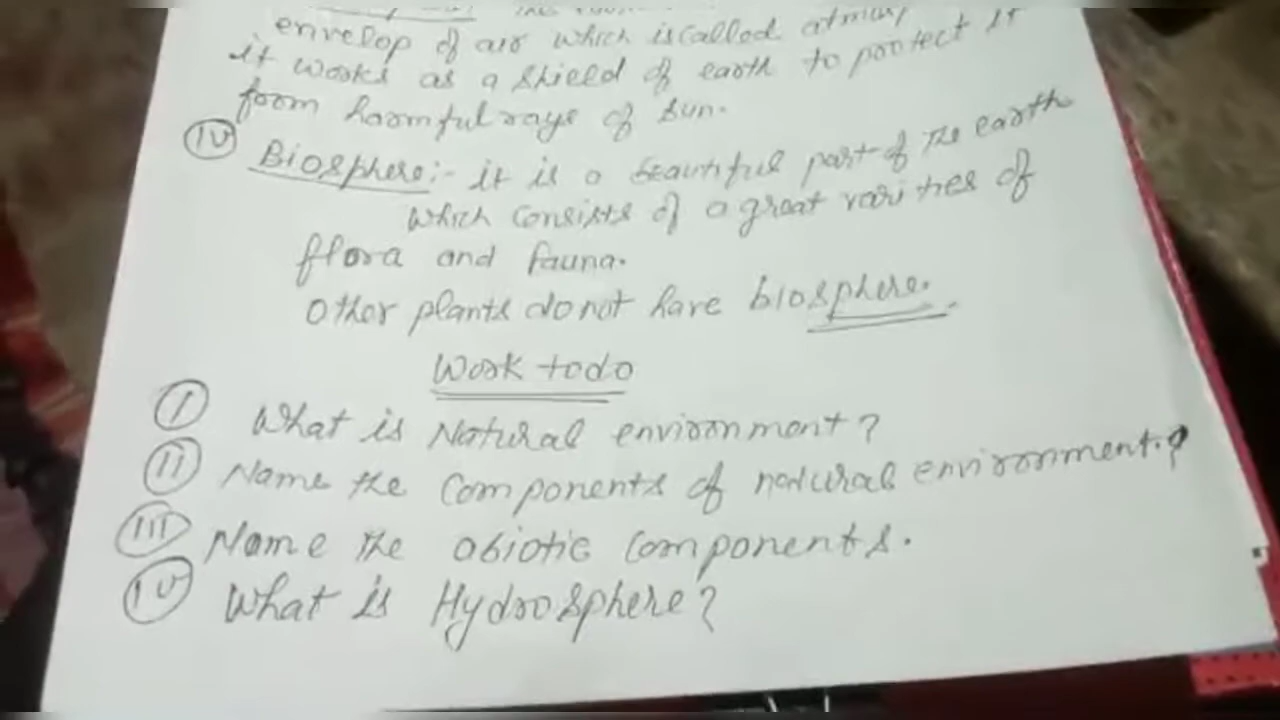 envelop of air which is called
it works as a shield of earth to protect it
from harmful rays of sun.
(iv) Biosphere:- it is a beautiful part of the earth
which consists of a great varities of
flora and fauna.
Other plants do not have biosphere.
Work to do
(i) What is Natural environment?
(ii) Name the components of natural environment.?
(iii) Name the abiotic components.
(iv) What is Hydrosphere?